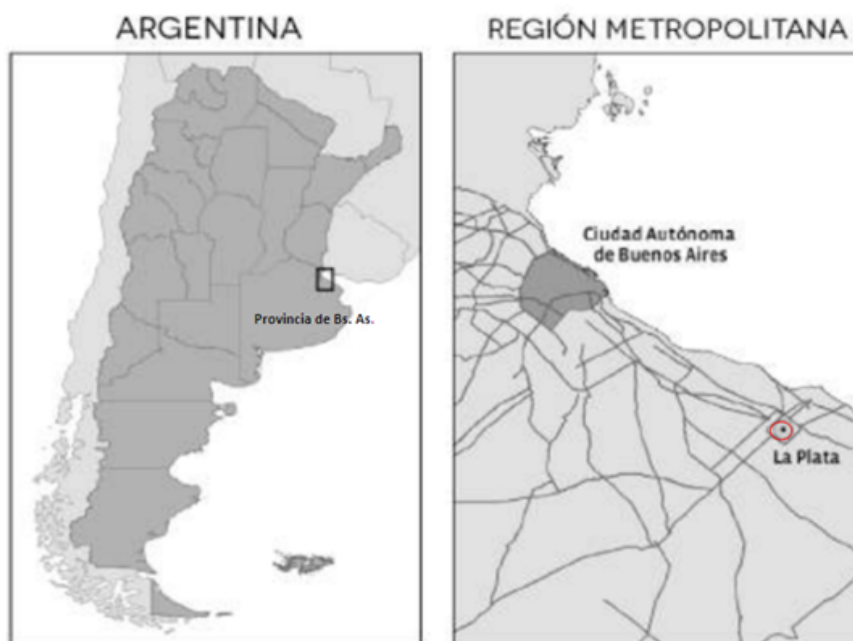 ARGENTINA
Provincia de Bs. As.
REGIÓN METROPOLITANA
Ciudad Autónoma
de Buenos Aires
La Plata